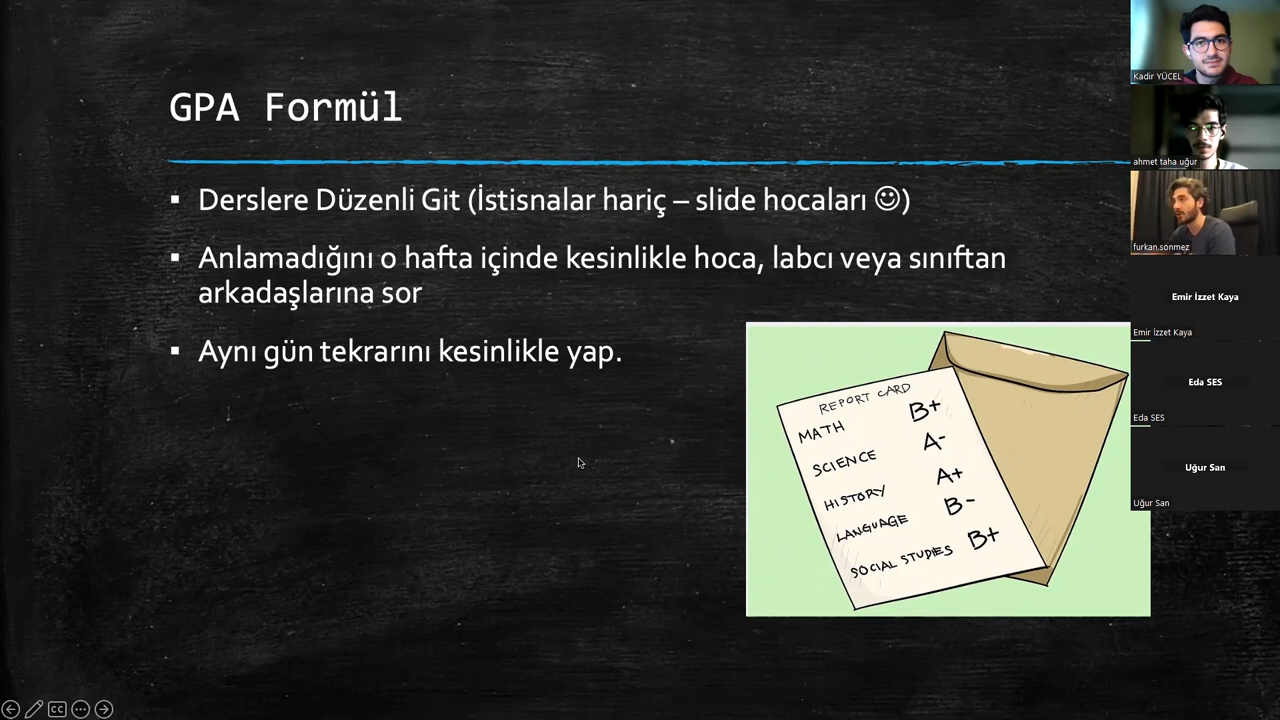 GPA Formül
▪ Derslere Düzenli Git (İstisnalar hariç – slide hocaları ☺)
▪ Anlamadığını o hafta içinde kesinlikle hoca, labcı veya sınıftan
arkadaşlarına sor
▪ Aynı gün tekrarını kesinlikle yap.
REPORT CARD
MATH B+
SCIENCE A-
HISTORY A+
LANGUAGE B-
SOCIAL STUDIES B+
Kadir YÜCEL
ahmet taha uğur
furkan.sonmez
Emir İzzet Kaya
Emir İzzet Kaya
Eda SES
Eda SES
Uğur San
Uğur San
CC